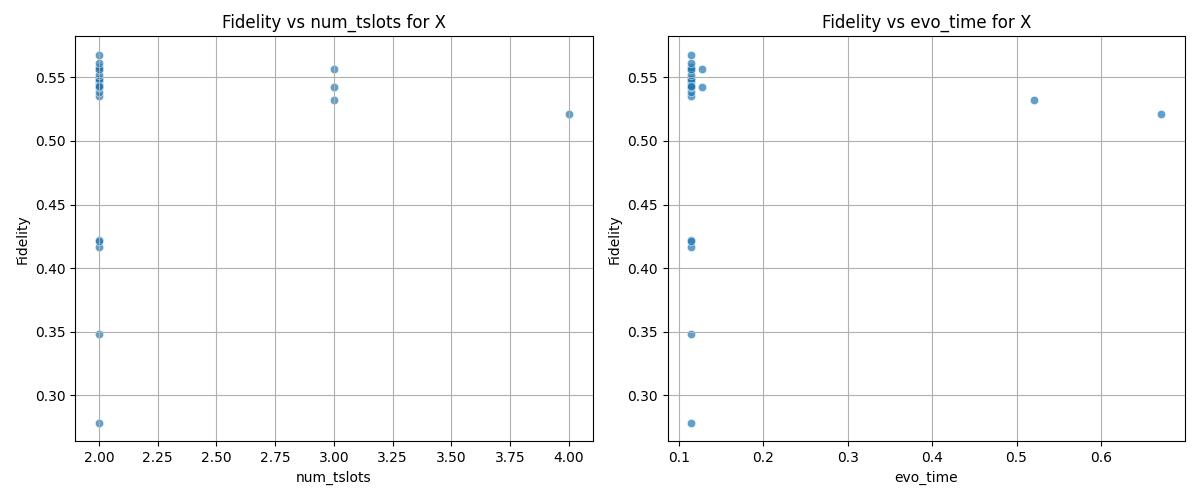 Fidelity vs num_tslots for X
Fidelity
0.55
0.50
0.45
0.40
0.35
0.30
2.00 2.25 2.50 2.75 3.00 3.25 3.50 3.75 4.00
num_tslots
Fidelity vs evo_time for X
Fidelity
0.55
0.50
0.45
0.40
0.35
0.30
0.1 0.2 0.3 0.4 0.5 0.6
evo_time